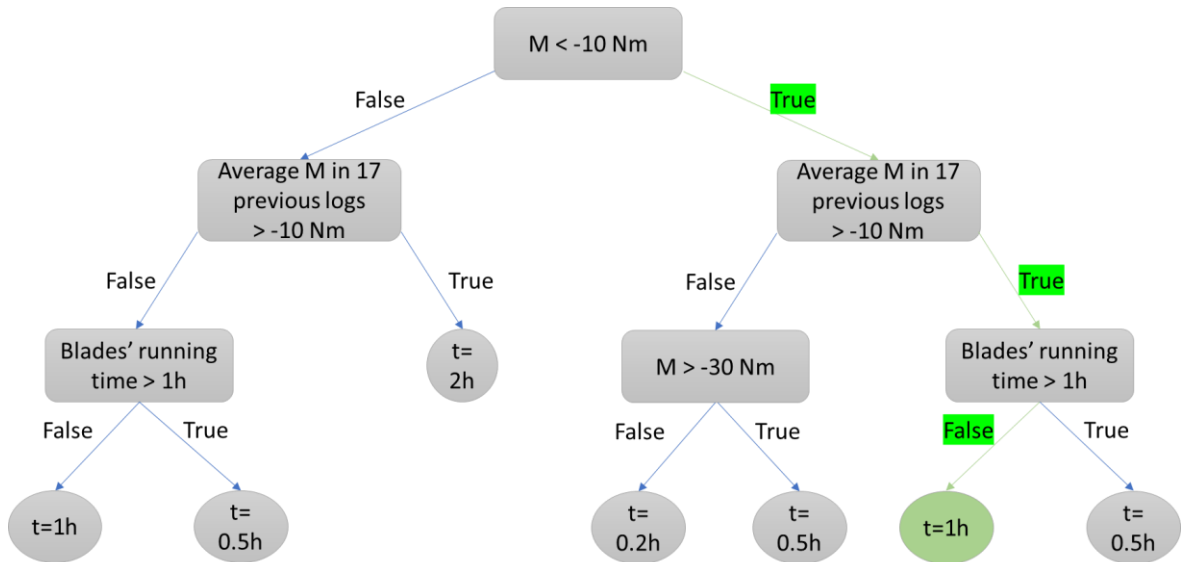 M < -10 Nm
False
True
Average M in 17
previous logs
> -10 Nm
Average M in 17
previous logs
> -10 Nm
False
True
False
True
Blades’ running
time > 1h
t=
2h
M > -30 Nm
Blades’ running
time > 1h
False
True
False
True
False
True
t=1h
t=
0.5h
t=
0.2h
t=
0.5h
t=1h
t=
0.5h